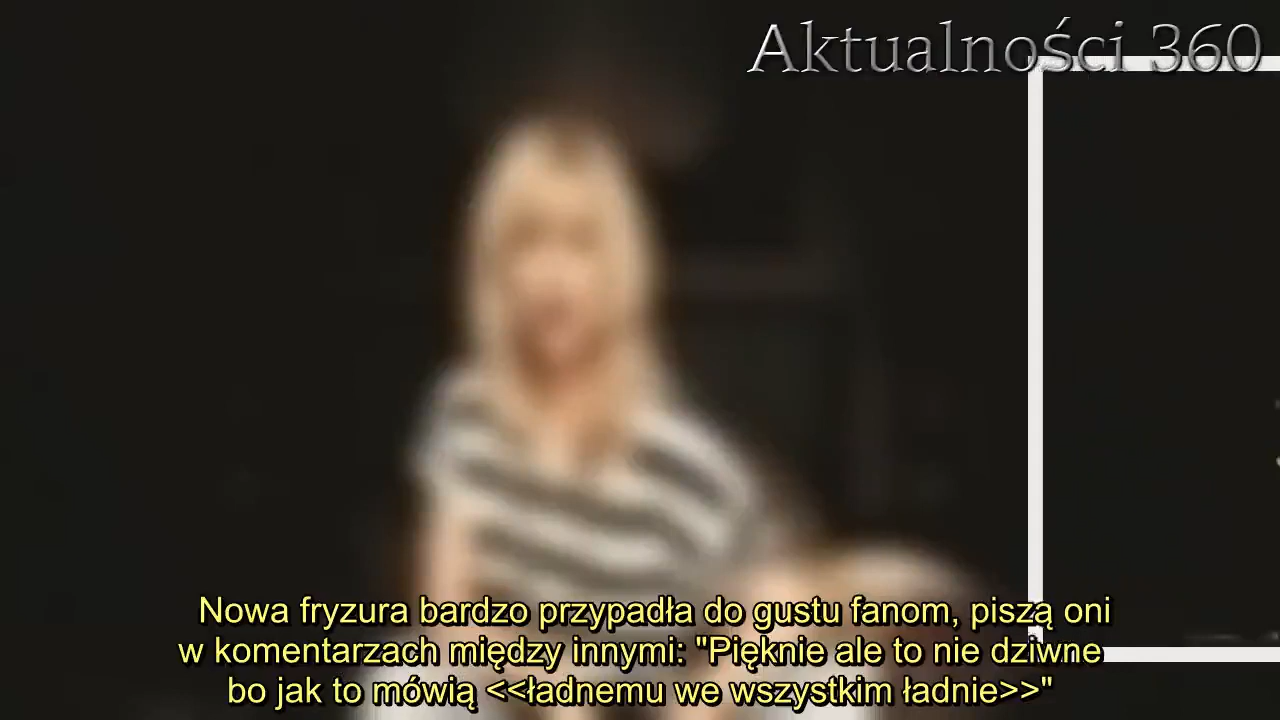 Aktualności 360
Nowa fryzura bardzo przypadła do gustu fanom, piszą oni
w komentarzach między innymi: "Pięknie ale to nie dziwne
bo jak to mówią <<ładnemu we wszystkim ładnie>>"